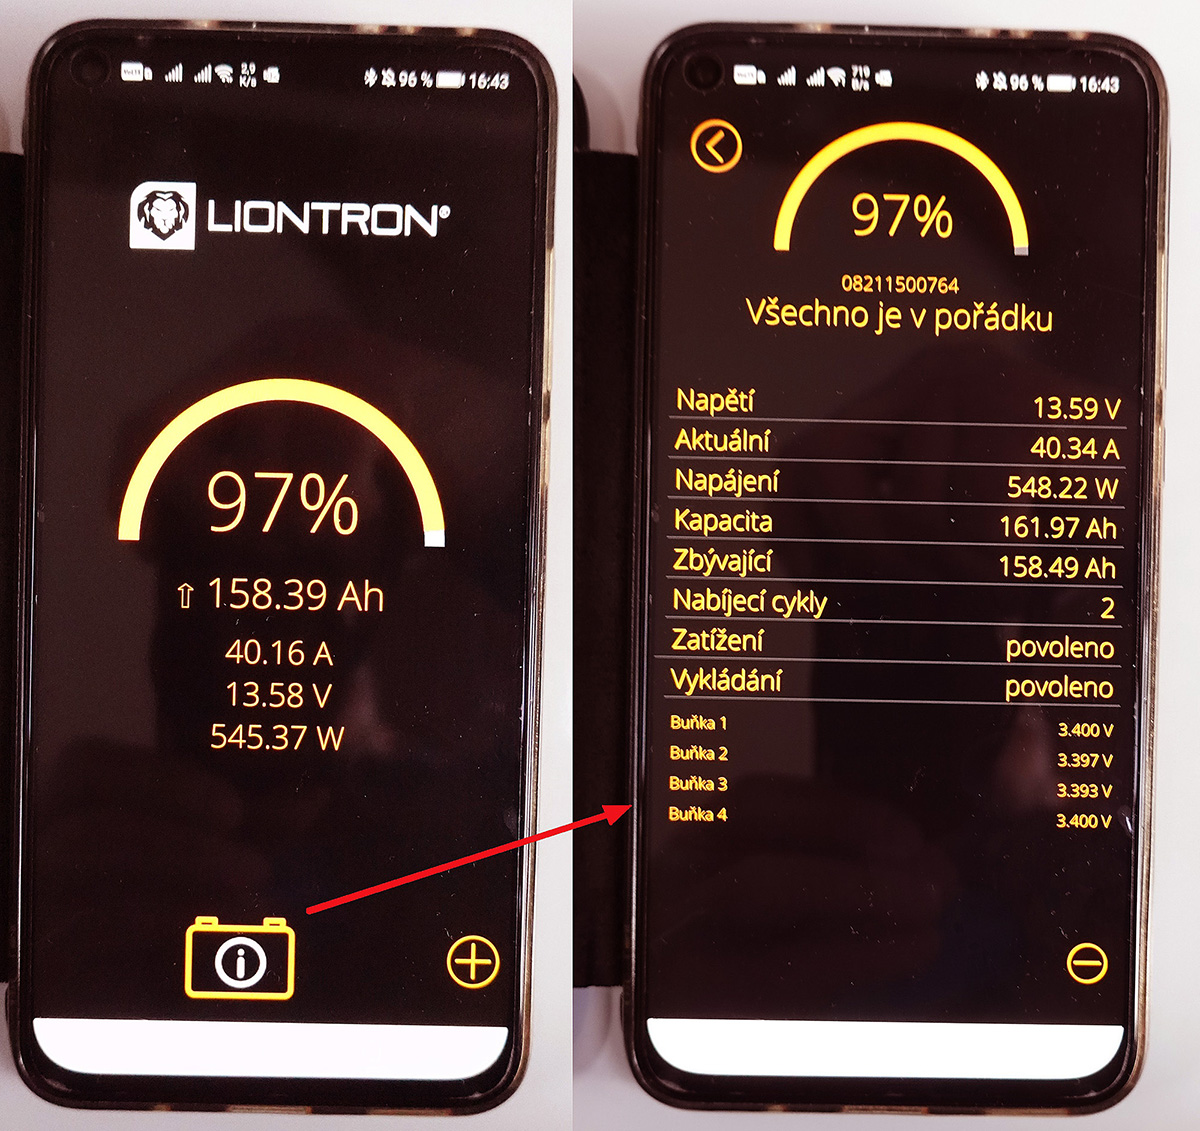 2,9
K/s
96 %
16:43
LIONTRON®
97%
⇧ 158.39 Ah
40.16 A
13.58 V
545.37 W
710
B/s
96 %
16:43
97%
08211500764
Všechno je v pořádku
Napětí 13.59 V
Aktuální 40.34 A
Napájení 548.22 W
Kapacita 161.97 Ah
Zbývající 158.49 Ah
Nabíjecí cykly 2
Zatížení povoleno
Vykládání povoleno
Buňka 1 3.400 V
Buňka 2 3.397 V
Buňka 3 3.393 V
Buňka 4 3.400 V